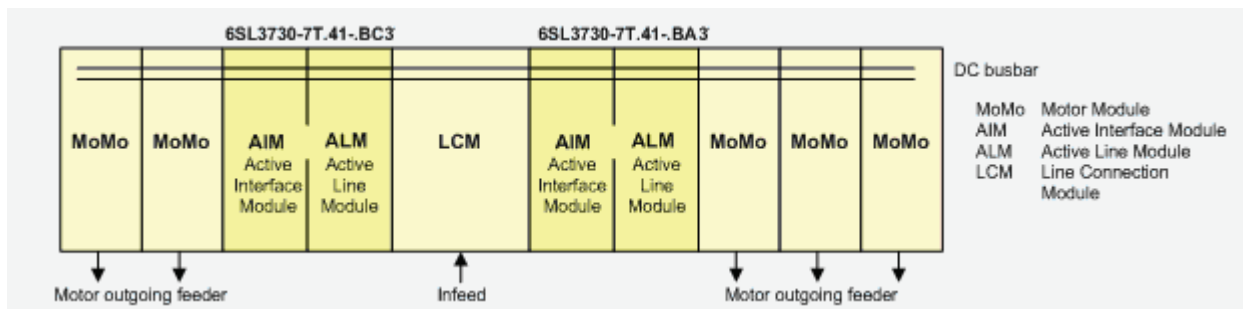 6SL3730-7T.41-.BC3 6SL3730-7T.41-.BA3
DC busbar
MoMo MoMo AIM ALM LCM AIM ALM MoMo MoMo MoMo
Active Active Active Active
Interface Line Interface Line
Module Module Module Module
MoMo Motor Module
AIM Active Interface Module
ALM Active Line Module
LCM Line Connection
Module
Motor outgoing feeder Infeed Motor outgoing feeder